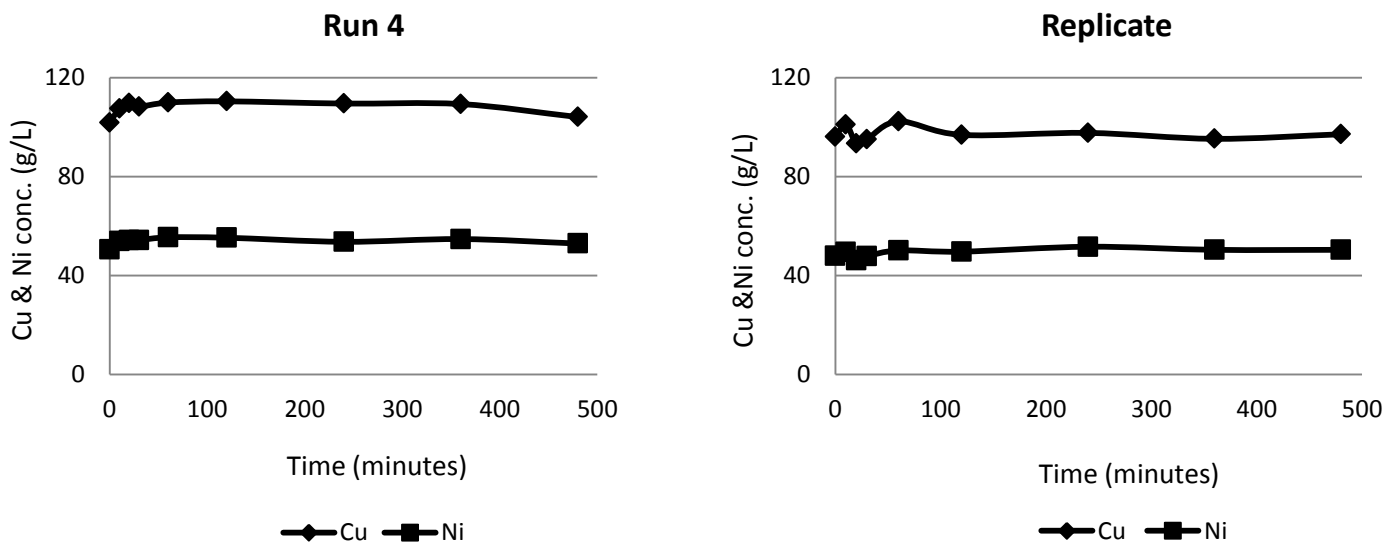 Run 4
Cu & Ni conc. (g/L)
120
80
40
0
0 100 200 300 400 500
Time (minutes)
Cu Ni
Replicate
Cu &Ni conc. (g/L)
120
80
40
0
0 100 200 300 400 500
Time (minutes)
Cu Ni